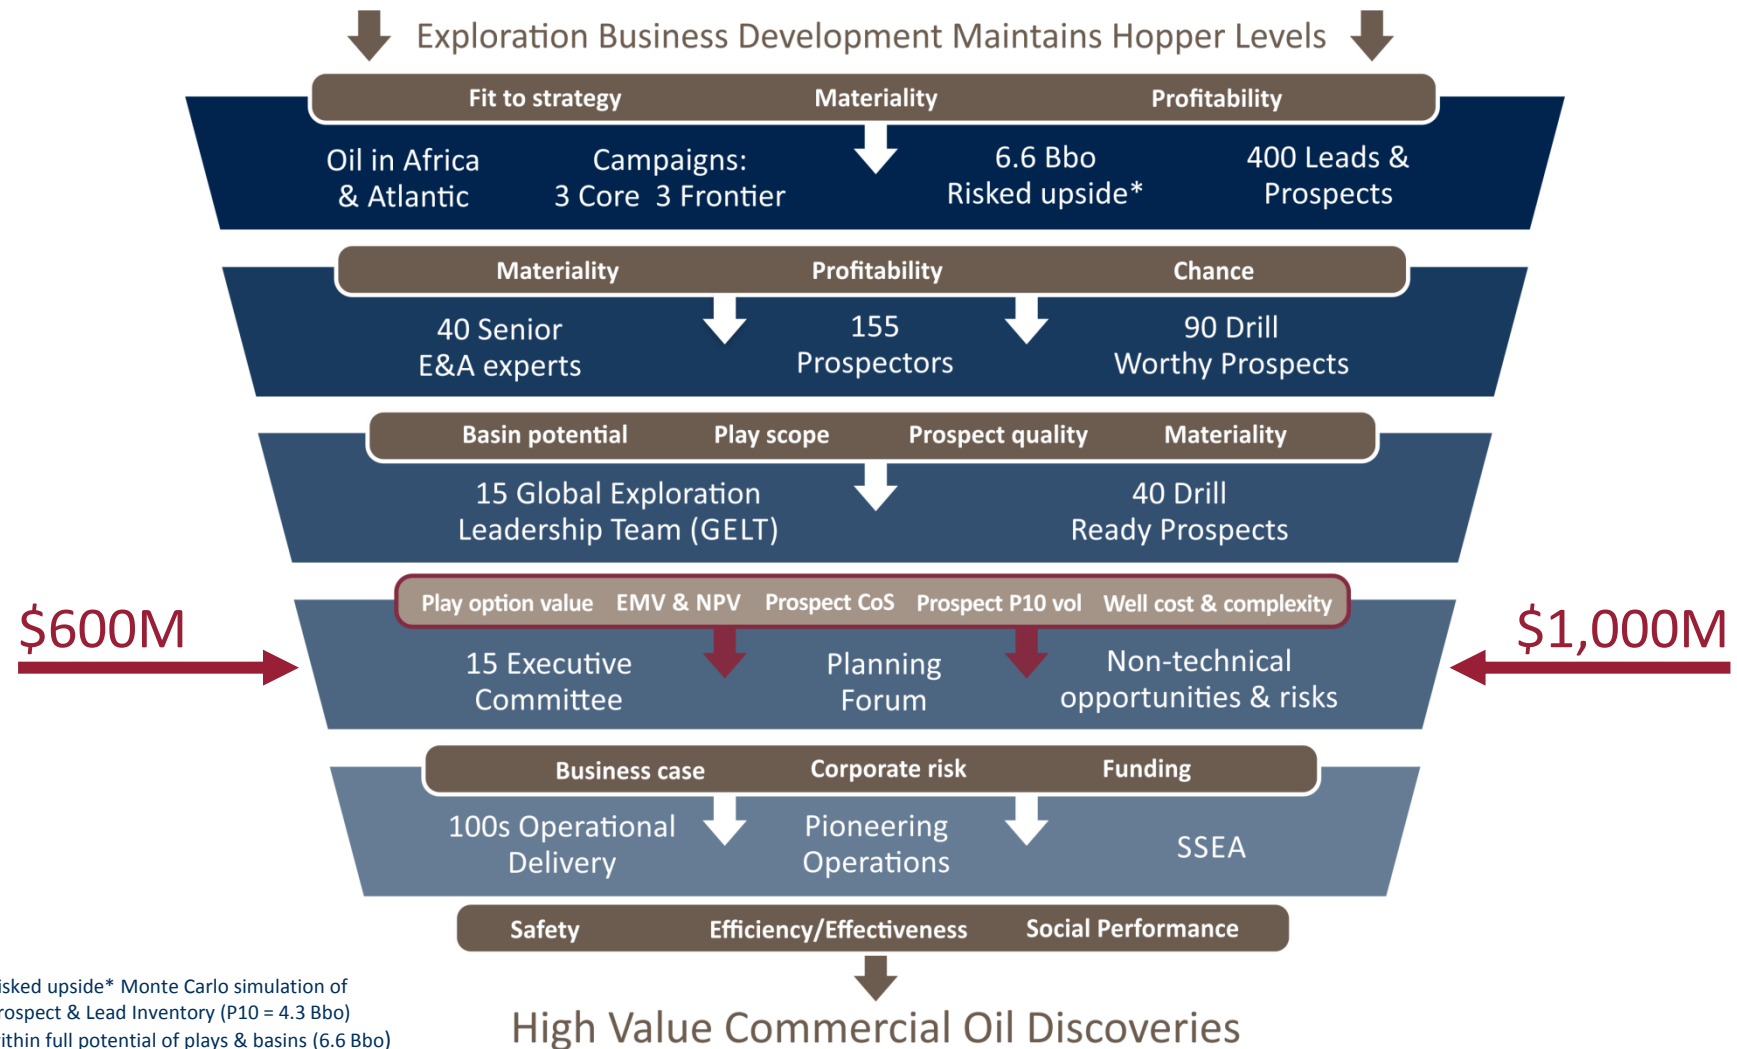 Exploration Business Development Maintains Hopper Levels
Fit to strategy Materiality Profitability
Oil in Africa
& Atlantic
Campaigns:
3 Core 3 Frontier
6.6 Bbo
Risked upside*
400 Leads &
Prospects
Materiality Profitability Chance
40 Senior
E&A experts
155
Prospectors
90 Drill
Worthy Prospects
Basin potential Play scope Prospect quality Materiality
15 Global Exploration
Leadership Team (GELT)
40 Drill
Ready Prospects
Play option value EMV & NPV Prospect CoS Prospect P10 vol Well cost & complexity
$600M
15 Executive
Committee
Planning
Forum
Non-technical
opportunities & risks
$1,000M
Business case Corporate risk Funding
100s Operational
Delivery
Pioneering
Operations
SSEA
Safety Efficiency/Effectiveness Social Performance
isked upside* Monte Carlo simulation of
rospect & Lead Inventory (P10 = 4.3 Bbo)
ithin full potential of plays & basins (6.6 Bbo)
High Value Commercial Oil Discoveries